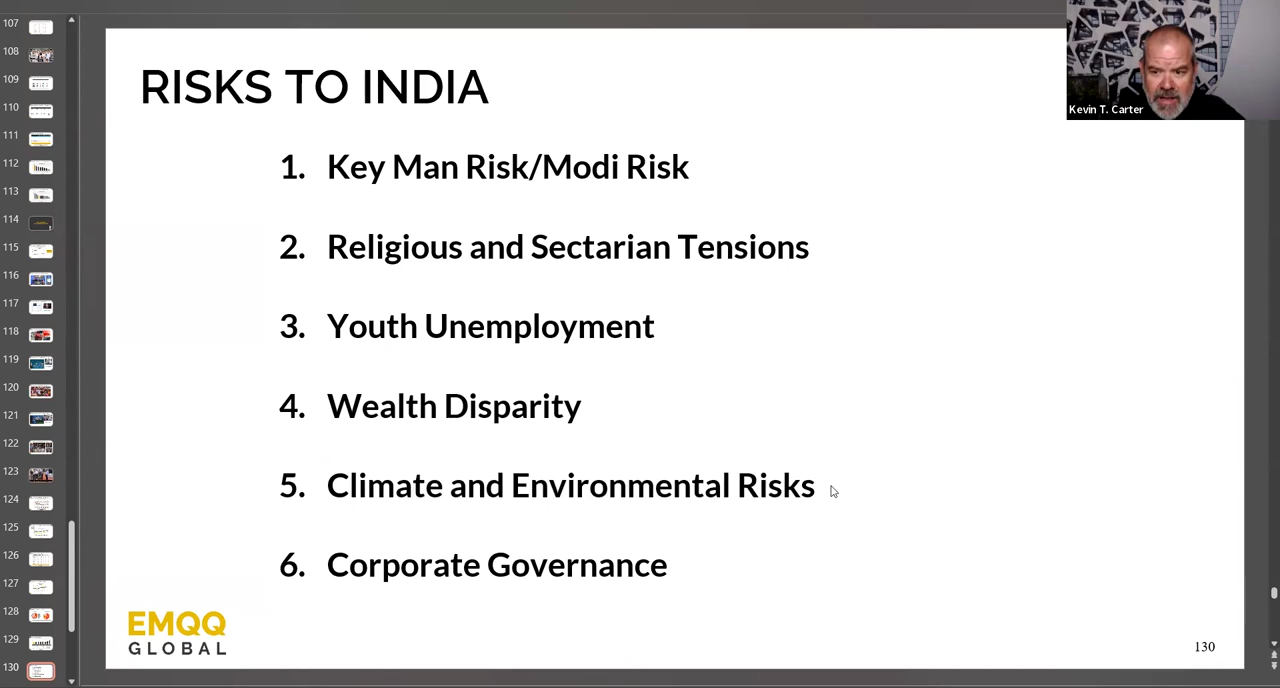 107
108
109
110
111
112
113
114
115
116
117
118
119
120
121
122
123
124
125
126
127
128
129
130
RISKS TO INDIA
1. Key Man Risk/Modi Risk
2. Religious and Sectarian Tensions
3. Youth Unemployment
4. Wealth Disparity
5. Climate and Environmental Risks
6. Corporate Governance
EMQQ
GLOBAL
130
Kevin T. Carter